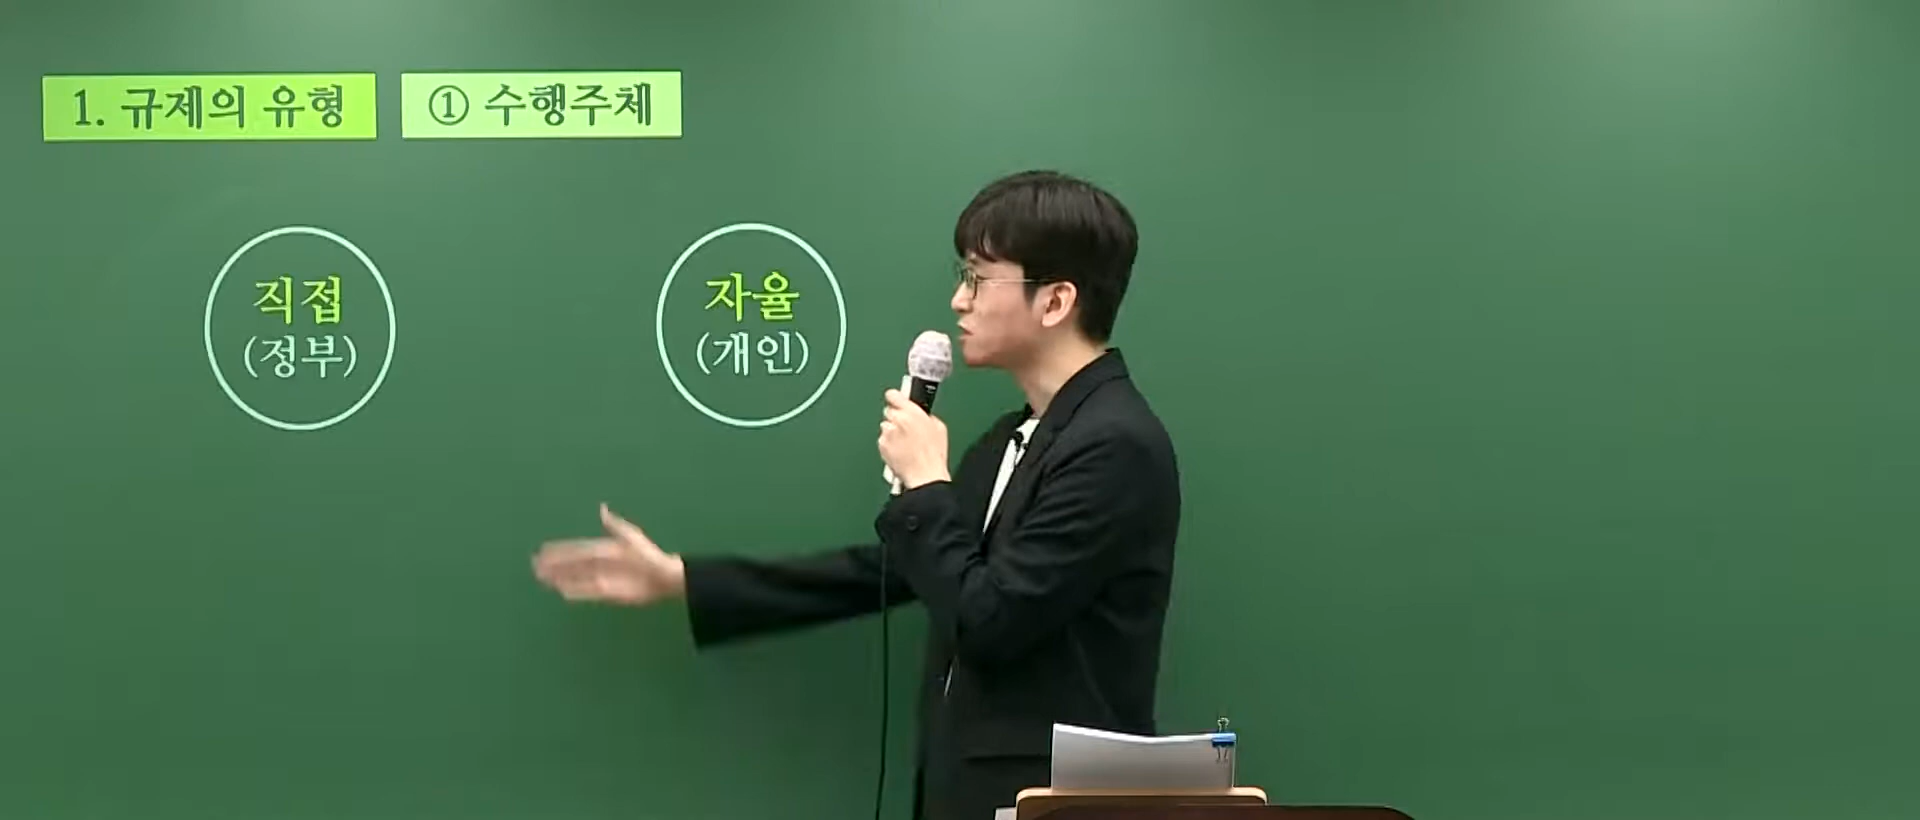 1. 규제의 유형 ① 수행주체
직접
(정부)
자율
(개인)